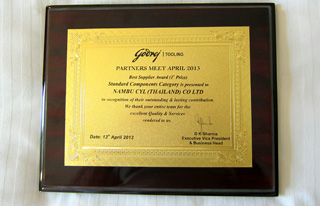 Godrej | TOOLING
PARTNERS MEET APRIL 2013
Best Supplier Award (1st Prize)
Standard Components Category is presented to
NAMBU CYL (THAILAND) CO LTD
in recognition of their outstanding & lasting contribution.
We thank your entire team for the
excellent Quality & Services
rendered to us.
Date: 13th April 2013
D K Sharma
Executive Vice President
& Business Head